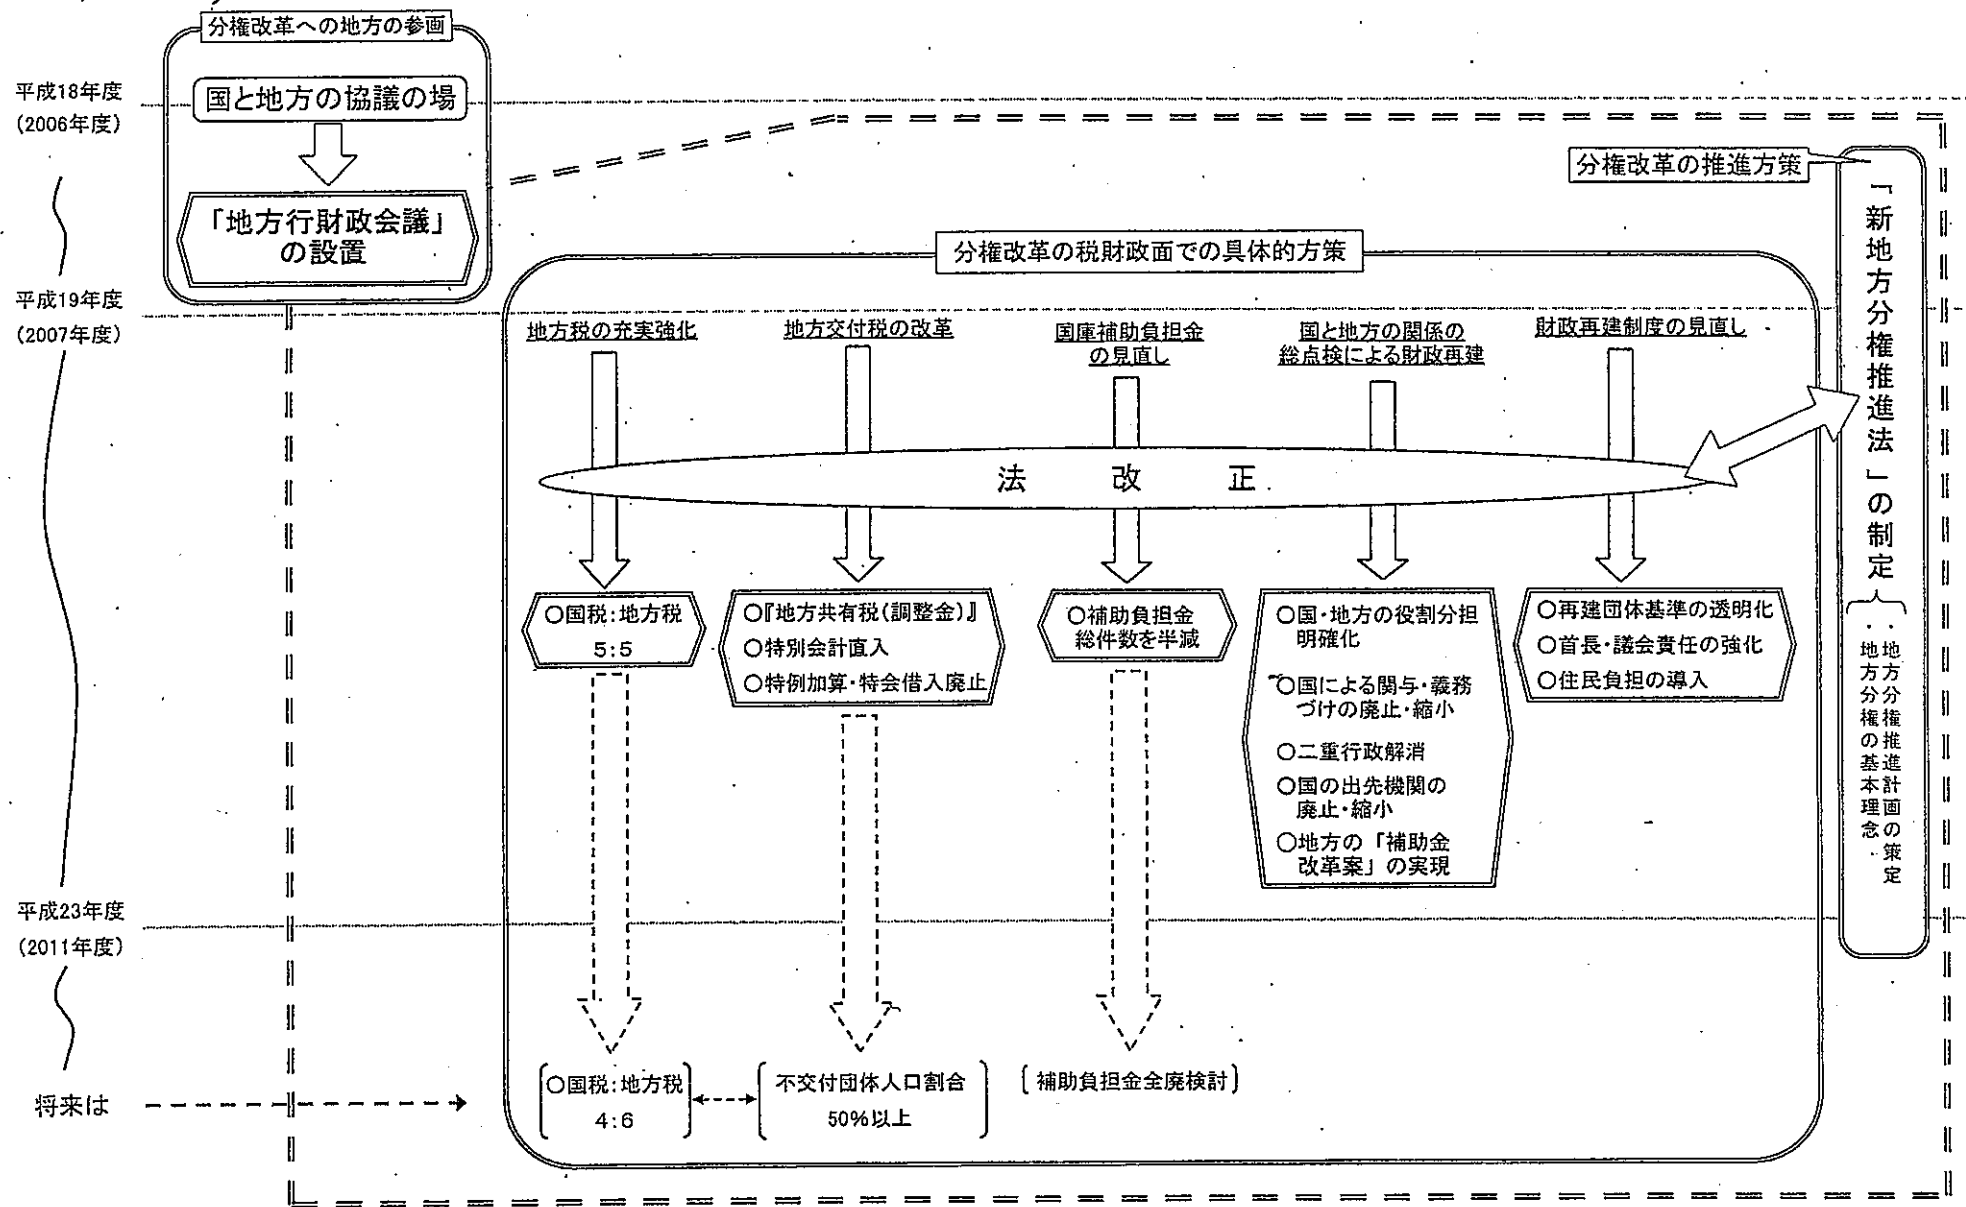 分権改革への地方の参画
平成18年度
(2006年度)
国と地方の協議の場
「地方行財政会議」
の設置
分権改革の推進方策
「新地方分権推進法」の制定
・地方分権推進計画の策定
・地方分権の基本理念
分権改革の税財政面での具体的方策
平成19年度
(2007年度)
地方税の充実強化
地方交付税の改革
国庫補助負担金
の見直し
国と地方の関係の
総点検による財政再建
財政再建制度の見直し
法 改 正
○国税:地方税
5:5
○『地方共有税(調整金)』
○特別会計直入
○特例加算・特会借入廃止
○補助負担金
総件数を半減
○国・地方の役割分担
明確化
○国による関与・義務
づけの廃止・縮小
○二重行政解消
○国の出先機関の
廃止・縮小
○地方の「補助金
改革案」の実現
○再建団体基準の透明化
○首長・議会責任の強化
○住民負担の導入
平成23年度
(2011年度)
将来は
○国税:地方税
4:6
不交付団体人口割合
50%以上
補助負担金全廃検討